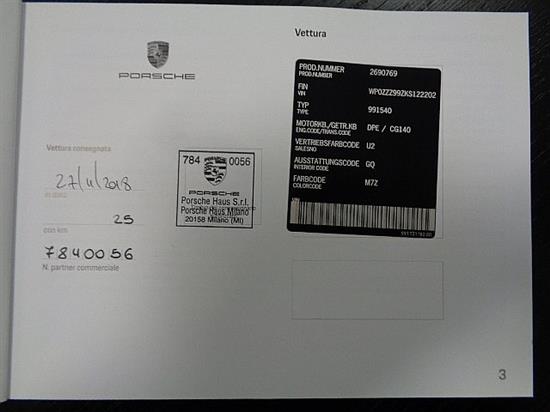 PORSCHE
Vettura consegnata
27/11/2018
in data
25
con km
7840056
N. partner commerciale
784 0056
PORSCHE
Porsche Haus S.r.l.
Porsche Haus Milano
20158 Milano (MI)
Vettura
PROD.NUMMER 2690769
PROD.NUMBER
FIN WP0ZZZ99ZKS122202
VIN
TYP 991540
TYPE
MOTORKB./GETR.KB DPE / CG140
ENG.CODE/TRANS.CODE
VERTRIEBSFARBCODE U2
SALESNO
AUSSTATTUNGSCODE GQ
INTERIOR CODE
FARBCODE M7Z
COLORCODE
VIN
3